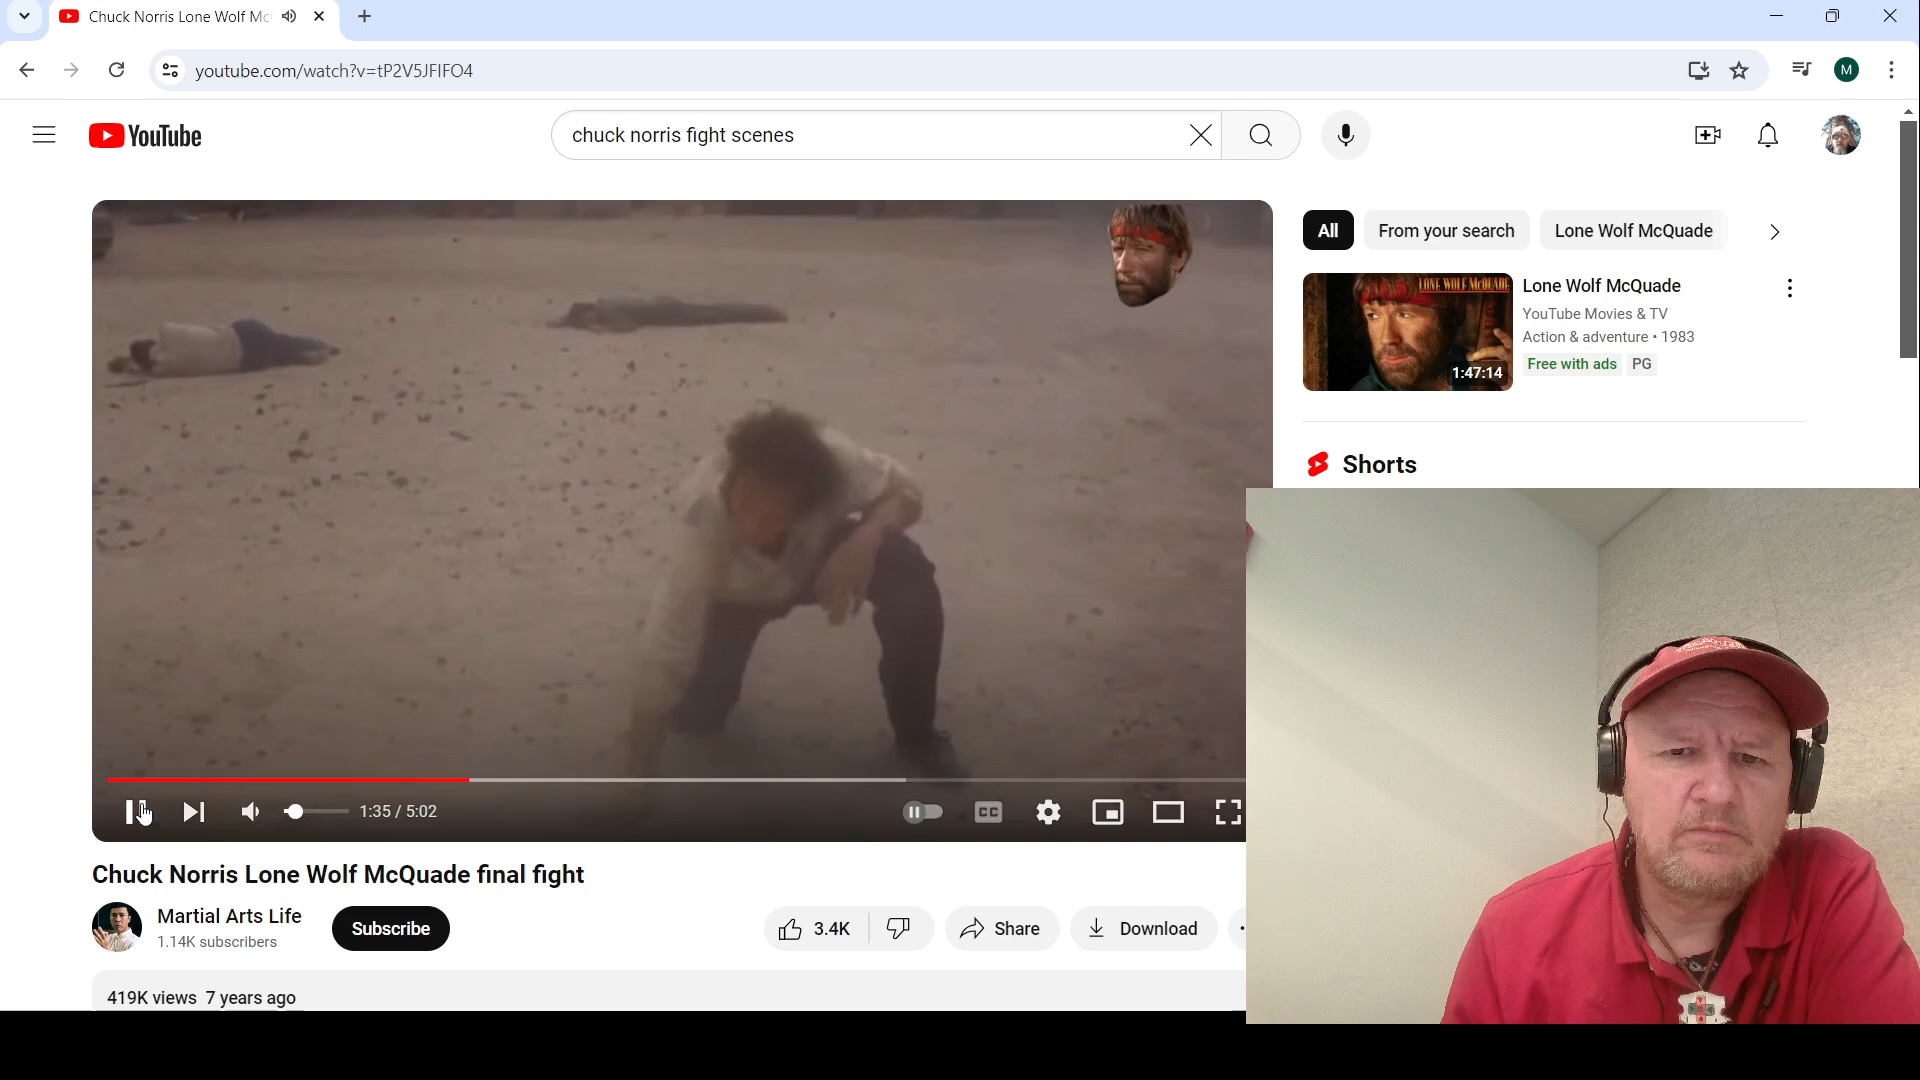 Chuck Norris Lone Wolf Mc
youtube.com/watch?v=tP2V5JFIFO4
M
YouTube
chuck norris fight scenes
All
From your search
Lone Wolf McQuade
LONE WOLF McQUADE
1:47:14
Lone Wolf McQuade
YouTube Movies & TV
Action & adventure • 1983
Free with ads
PG
Shorts
1:35 / 5:02
CC
Chuck Norris Lone Wolf McQuade final fight
Martial Arts Life
1.14K subscribers
Subscribe
3.4K
Share
Download
419K views 7 years ago